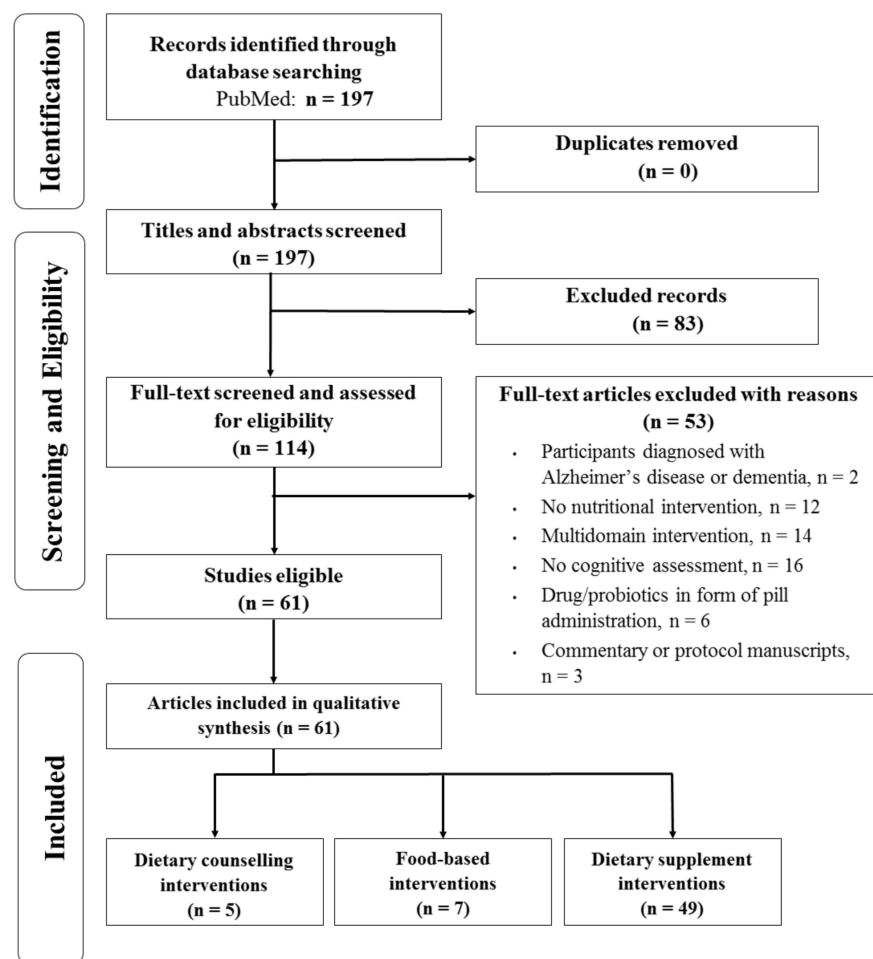 Identification
Records identified through
database searching
PubMed: n = 197
Duplicates removed
(n = 0)
Screening and Eligibility
Titles and abstracts screened
(n = 197)
Excluded records
(n = 83)
Full-text screened and assessed
for eligibility
(n = 114)
Full-text articles excluded with reasons
(n = 53)
· Participants diagnosed with
Alzheimer's disease or dementia, n = 2
· No nutritional intervention, n = 12
· Multidomain intervention, n = 14
· No cognitive assessment, n = 16
· Drug/probiotics in form of pill
administration, n = 6
· Commentary or protocol manuscripts,
n = 3
Studies eligible
(n = 61)
Included
Articles included in qualitative
synthesis (n = 61)
Dietary counselling
interventions
(n = 5)
Food-based
interventions
(n = 7)
Dietary supplement
interventions
(n = 49)